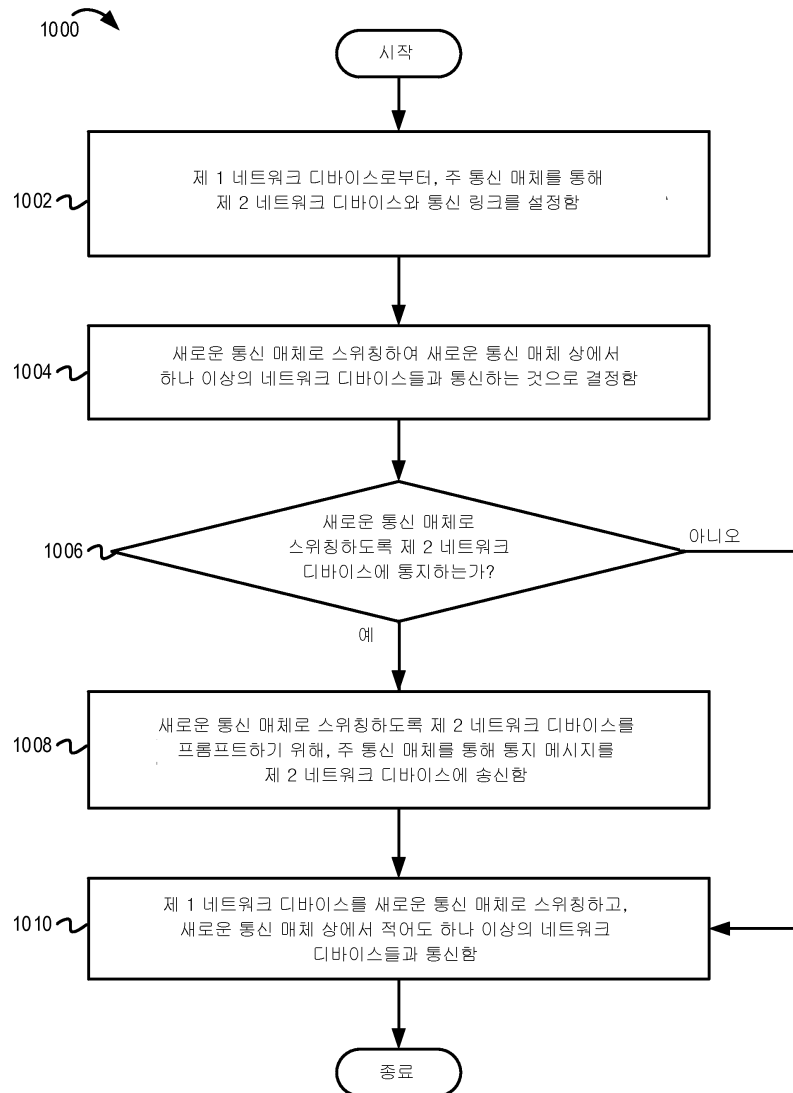 1000
시작
1002
제 1 네트워크 디바이스로부터, 주 통신 매체를 통해
제 2 네트워크 디바이스와 통신 링크를 설정함
1004
새로운 통신 매체로 스위칭하여 새로운 통신 매체 상에서
하나 이상의 네트워크 디바이스들과 통신하는 것으로 결정함
1006
새로운 통신 매체로
스위칭하도록 제 2 네트워크
디바이스에 통지하는가?
아니오
예
1008
새로운 통신 매체로 스위칭하도록 제 2 네트워크 디바이스를
프롬프트하기 위해, 주 통신 매체를 통해 통지 메시지를
제 2 네트워크 디바이스에 송신함
1010
제 1 네트워크 디바이스를 새로운 통신 매체로 스위칭하고,
새로운 통신 매체 상에서 적어도 하나 이상의 네트워크
디바이스들과 통신함
종료